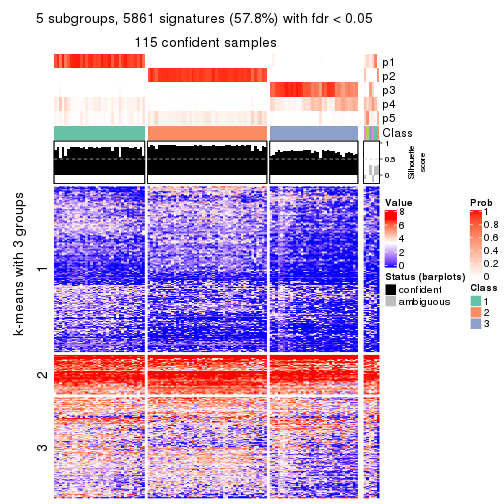 5 subgroups, 5861 signatures (57.8%) with fdr < 0.05
115 confident samples
p1
p2
p3
p4
p5
Class
1
0.5
0
Silhouette
score
k-means with 3 groups
1
2
3
Value
8
6
4
2
0
Status (barplots)
confident
ambiguous
Prob
1
0.8
0.6
0.4
0.2
0
Class
1
2
3